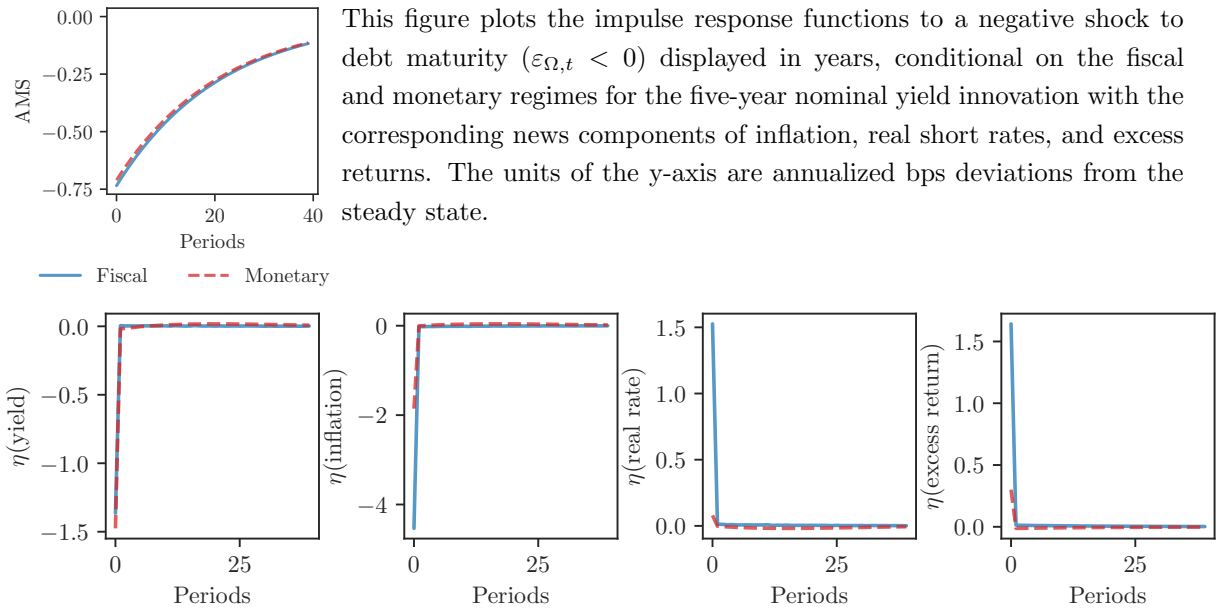 This figure plots the impulse response functions to a negative shock to
debt maturity (ε_{Ω,t} < 0) displayed in years, conditional on the fiscal
and monetary regimes for the five-year nominal yield innovation with the
corresponding news components of inflation, real short rates, and excess
returns. The units of the y-axis are annualized bps deviations from the
steady state.
AMS
0.00
−0.25
−0.50
−0.75
0 20 40
Periods
Fiscal Monetary
η(yield)
0.0
−0.5
−1.0
−1.5
0 25
Periods
η(inflation)
0
−2
−4
0 25
Periods
η(real rate)
1.5
1.0
0.5
0.0
0 25
Periods
η(excess return)
1.5
1.0
0.5
0.0
0 25
Periods